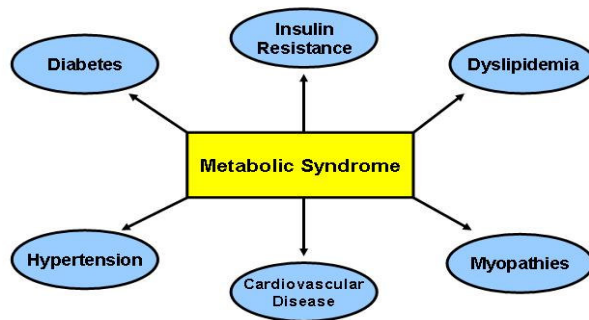 Insulin
Resistance
Diabetes
Dyslipidemia
Metabolic Syndrome
Hypertension
Cardiovascular
Disease
Myopathies